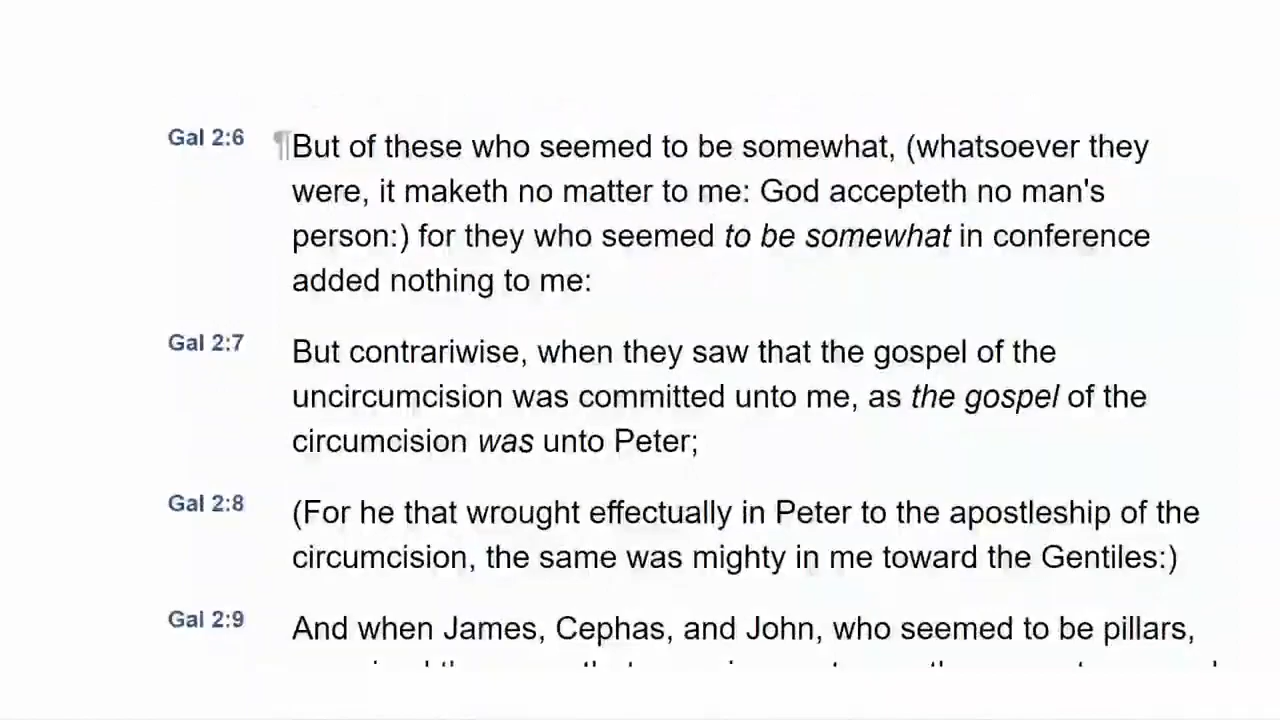 Gal 2:6 ¶But of these who seemed to be somewhat, (whatsoever they
were, it maketh no matter to me: God accepteth no man's
person:) for they who seemed to be somewhat in conference
added nothing to me:
Gal 2:7 But contrariwise, when they saw that the gospel of the
uncircumcision was committed unto me, as the gospel of the
circumcision was unto Peter;
Gal 2:8 (For he that wrought effectually in Peter to the apostleship of the
circumcision, the same was mighty in me toward the Gentiles:)
Gal 2:9 And when James, Cephas, and John, who seemed to be pillars,